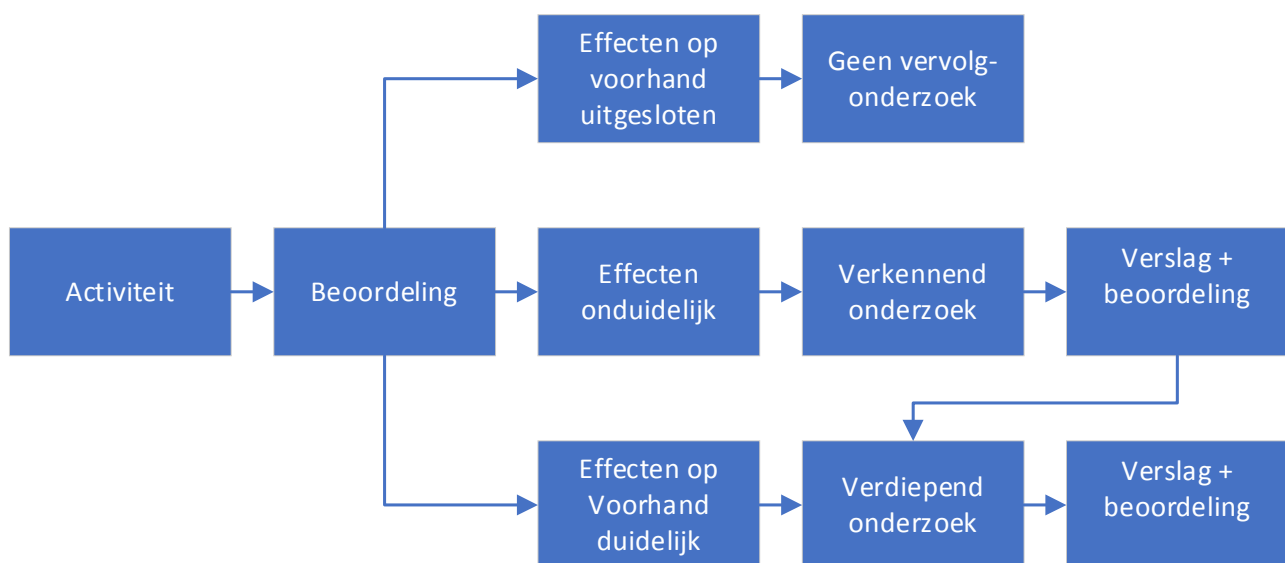 Effecten op
voorhand
uitgesloten
Geen vervolg-
onderzoek
Activiteit
Beoordeling
Effecten
onduidelijk
Verkennend
onderzoek
Verslag +
beoordeling
Effecten op
Voorhand
duidelijk
Verdiepend
onderzoek
Verslag +
beoordeling